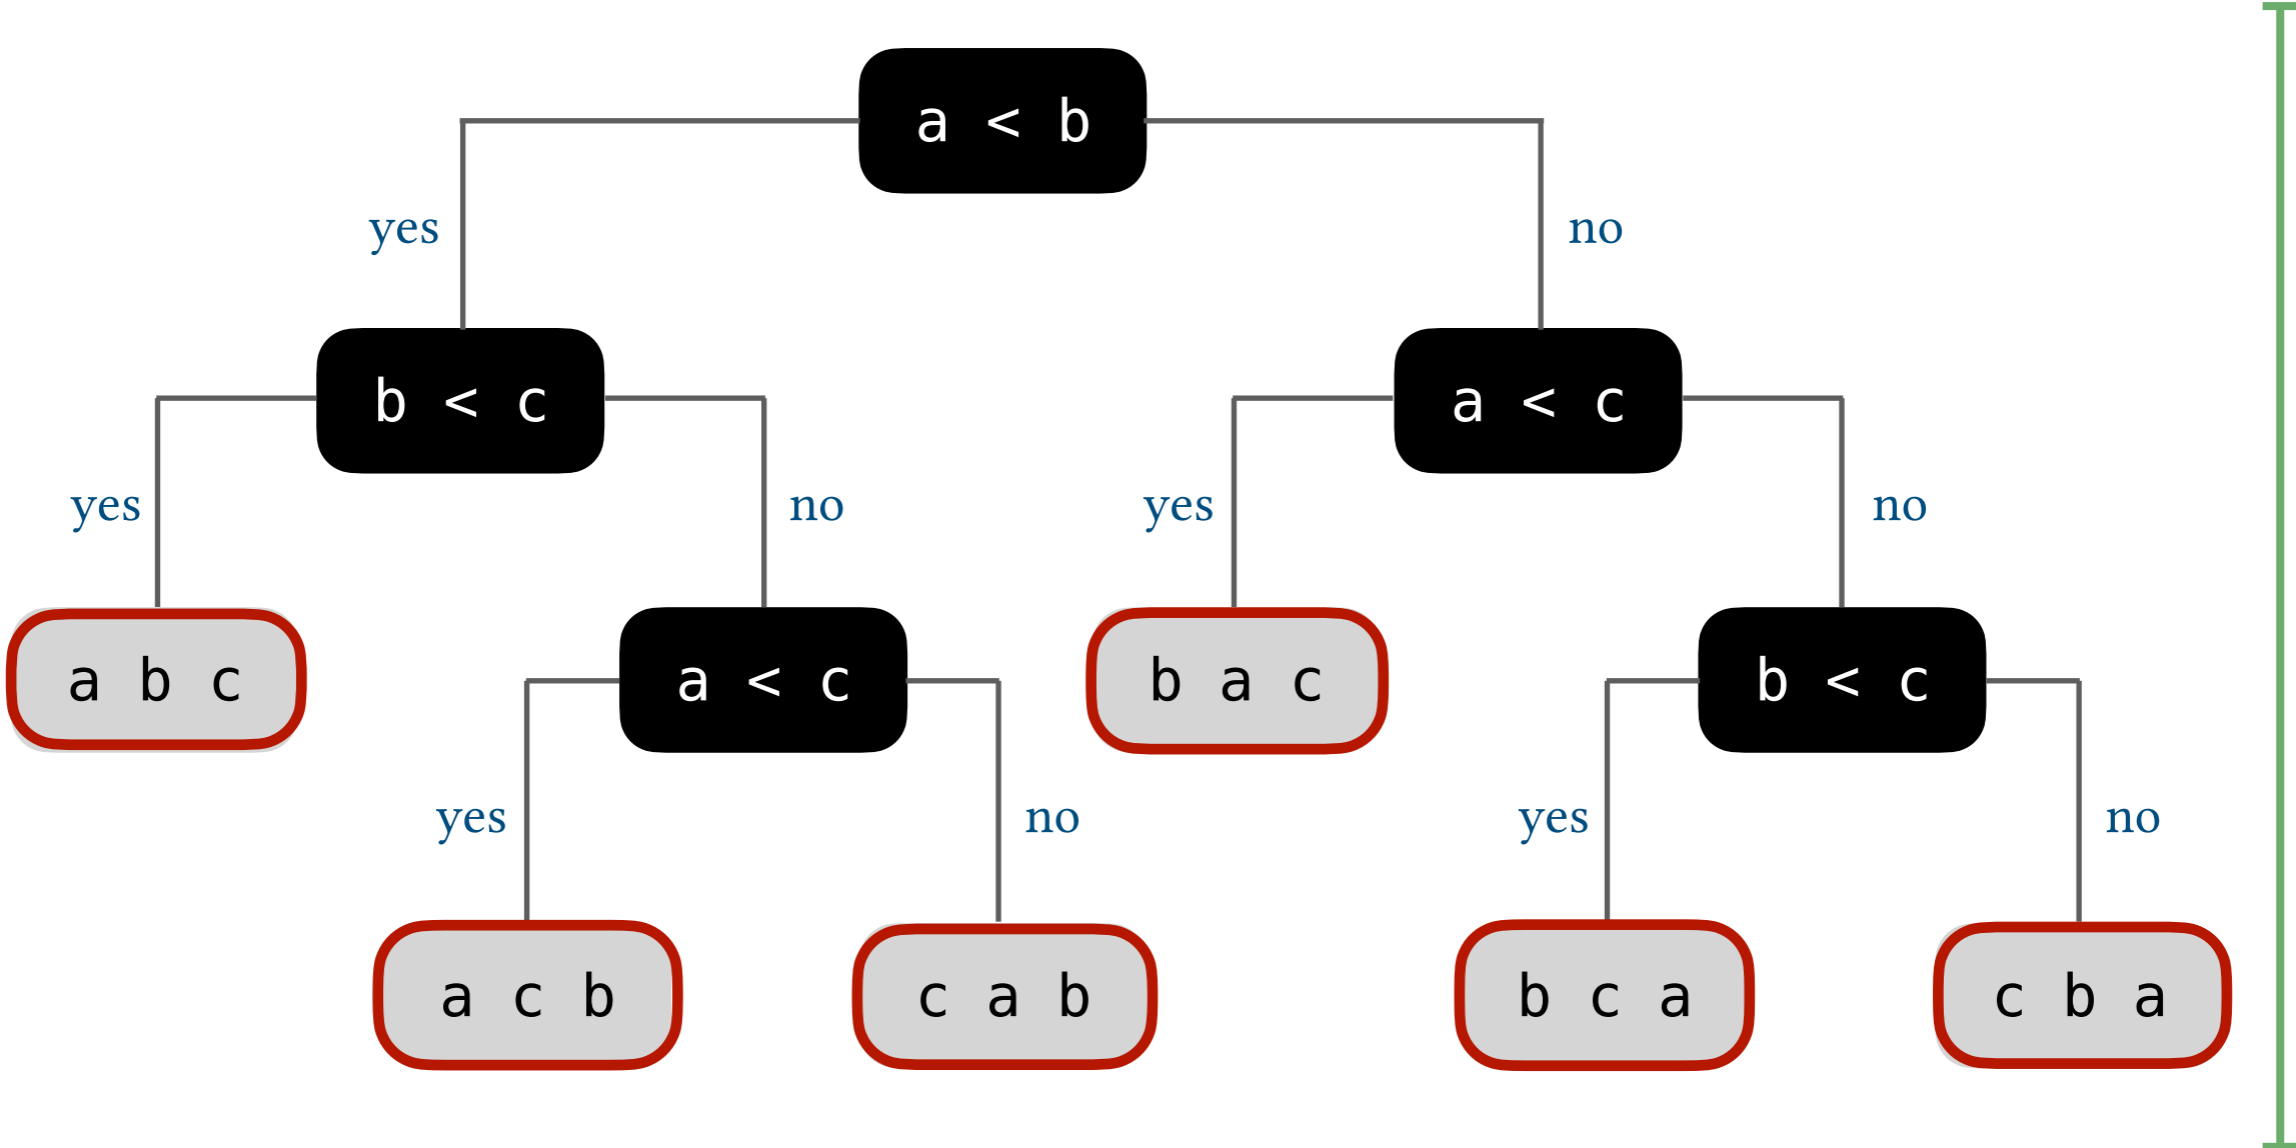 a < b
yes
no
b < c
a < c
yes
no
yes
no
a b c
a < c
b a c
b < c
yes
no
yes
no
a c b
c a b
b c a
c b a